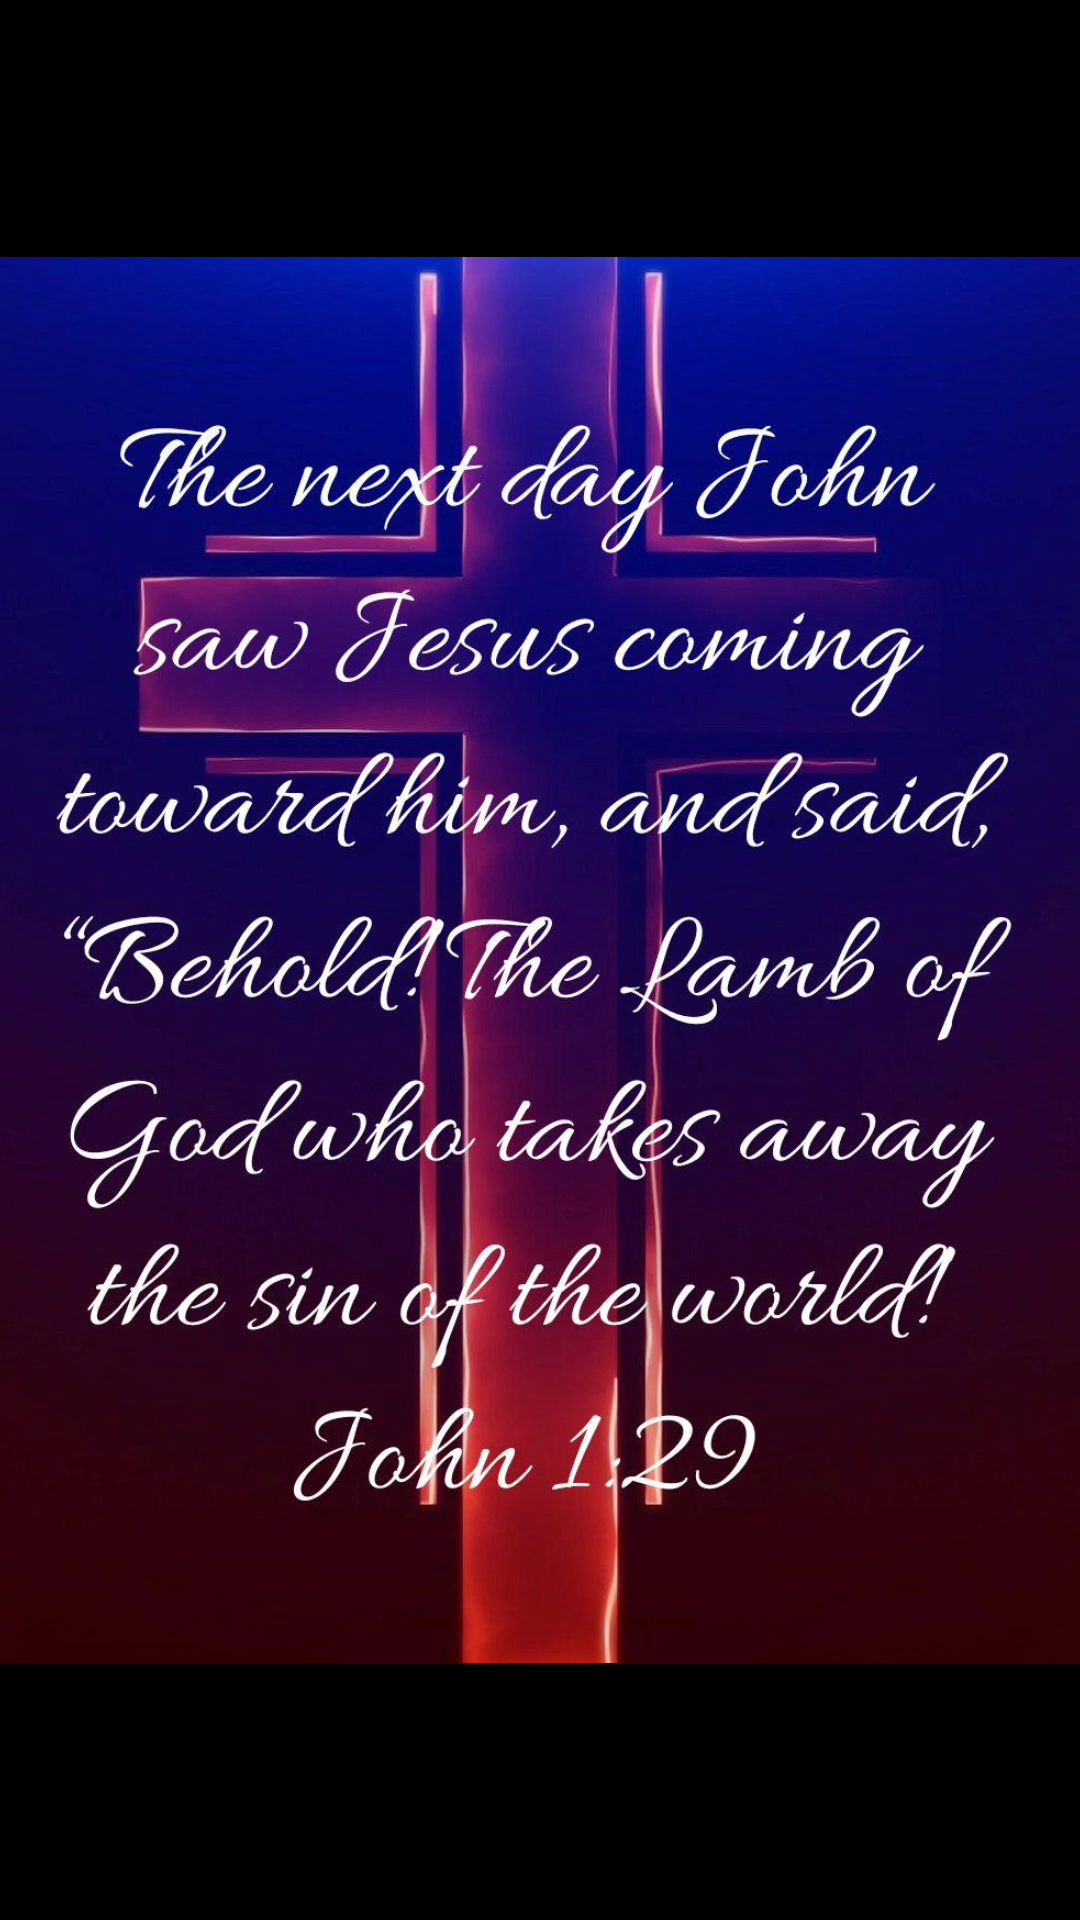 The next day John
saw Jesus coming
toward him, and said,
“Behold! The Lamb of
God who takes away
the sin of the world!
John 1:29